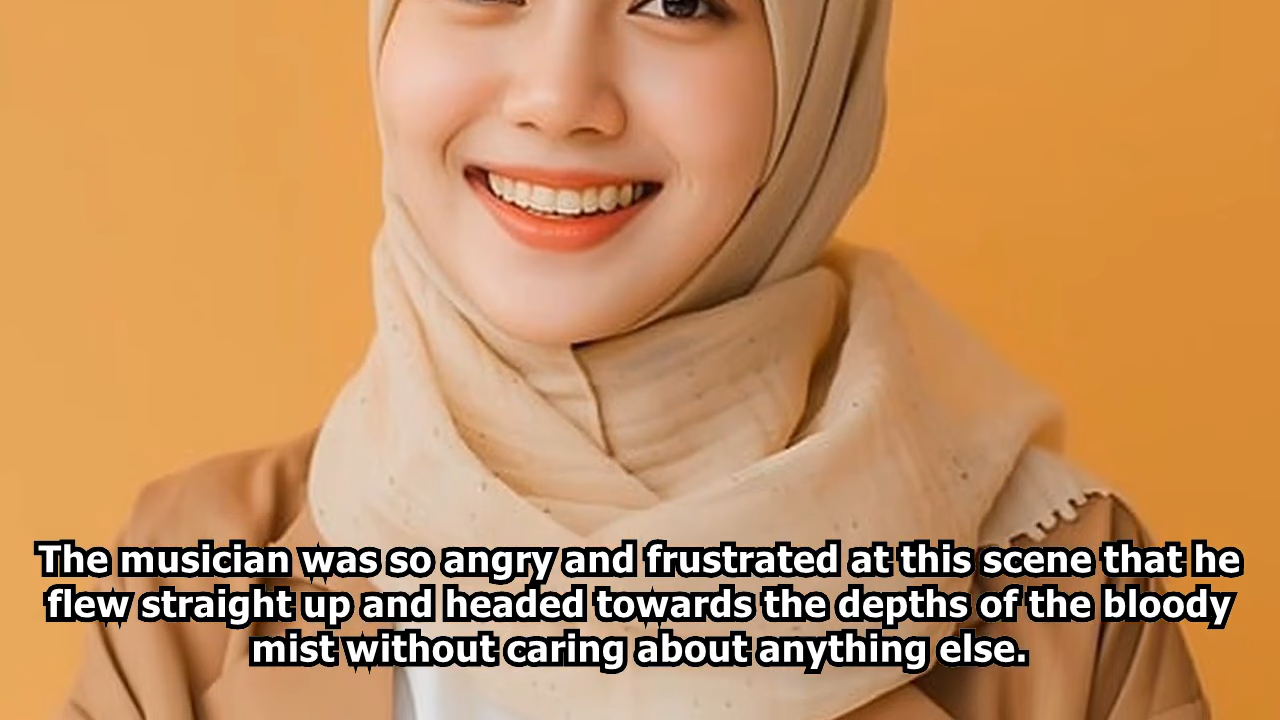 The musician was so angry and frustrated at this scene that he
flew straight up and headed towards the depths of the bloody
mist without caring about anything else.